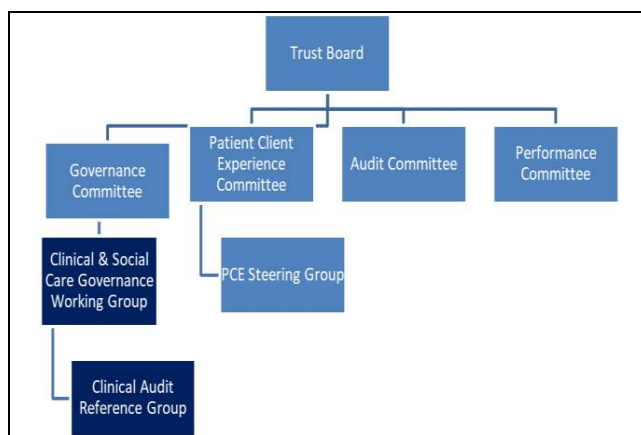 Trust Board
Governance
Committee
Patient Client
Experience
Committee
Audit Committee
Performance
Committee
Clinical & Social
Care Governance
Working Group
PCE Steering Group
Clinical Audit
Reference Group